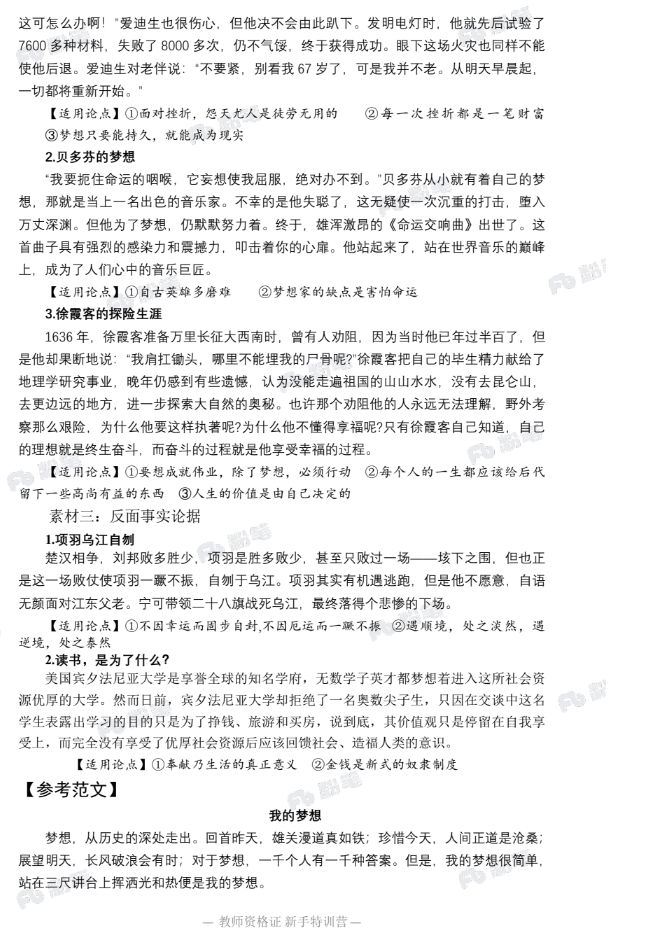 这可怎么办啊！”爱迪生也很伤心，但他决不会由此趴下。发明电灯时，他就先后试验了
7600 多种材料，失败了 8000 多次，仍不气馁，终于获得成功。眼下这场火灾也同样不能
使他后退。爱迪生对老伴说：“不要紧，别看我 67 岁了，可是我并不老。从明天早晨起，
一切都将重新开始。”
【适用论点】①面对挫折，怨天尤人是徒劳无用的 ②每一次挫折都是一笔财富
③梦想只要能持久，就能成为现实
2.贝多芬的梦想
“我要扼住命运的咽喉，它妄想使我屈服，绝对办不到。”贝多芬从小就有着自己的梦
想，那就是当上一名出色的音乐家。不幸的是他失聪了，这无疑使一次沉重的打击，堕入
万丈深渊。但他为了梦想，仍默默努力着。终于，雄浑激昂的《命运交响曲》出世了。这
首曲子具有强烈的感染力和震撼力，叩击着你的心扉。他站起来了，站在世界音乐的巅峰
上，成为了人们心中的音乐巨匠。
【适用论点】①自古英雄多磨难 ②梦想家的缺点是害怕命运
3.徐霞客的探险生涯
1636 年，徐霞客准备万里长征大西南时，曾有人劝阻，因为当时他已年过半百了，但
是他却果断地说：“我肩扛锄头，哪里不能埋我的尸骨呢?”徐霞客把自己的毕生精力献给了
地理学研究事业，晚年仍感到有些遗憾，认为没能走遍祖国的山山水水，没有去昆仑山，
去更边远的地方，进一步探索大自然的奥秘。也许那个劝阻他的人永远无法理解，野外考
察那么艰险，为什么他要这样执著呢?为什么他不懂得享福呢?只有徐霞客自己知道，自己
的理想就是终生奋斗，而奋斗的过程就是他享受幸福的过程。
【适用论点】①要想成就伟业，除了梦想，必须行动 ②每个人的一生都应该给后代
留下一些高尚有益的东西 ③人生的价值是由自己决定的
素材三：反面事实论据
1.项羽乌江自刎
楚汉相争，刘邦败多胜少，项羽是胜多败少，甚至只败过一场——垓下之围，但也正
是这一场败仗使项羽一蹶不振，自刎于乌江。项羽其实有机遇逃跑，但是他不愿意，自语
无颜面对江东父老。宁可带领二十八旗战死乌江，最终落得个悲惨的下场。
【适用论点】①不因幸运而固步自封,不因厄运而一蹶不振 ②遇顺境，处之淡然，遇
逆境，处之泰然
2.读书，是为了什么?
美国宾夕法尼亚大学是享誉全球的知名学府，无数学子英才都梦想着进入这所社会资
源优厚的大学。然而日前，宾夕法尼亚大学却拒绝了一名奥数尖子生，只因在交谈中这名
学生表露出学习的目的只是为了挣钱、旅游和买房，说到底，其价值观只是停留在自我享
受上，而完全没有享受了优厚社会资源后应该回馈社会、造福人类的意识。
【适用论点】①奉献乃生活的真正意义 ②金钱是新式的奴隶制度
【参考范文】
我的梦想
梦想，从历史的深处走出。回首昨天，雄关漫道真如铁；珍惜今天，人间正道是沧桑；
展望明天，长风破浪会有时；对于梦想，一千个人有一千种答案。但是，我的梦想很简单，
站在三尺讲台上挥洒光和热便是我的梦想。
— 教师资格证 新手特训营 —